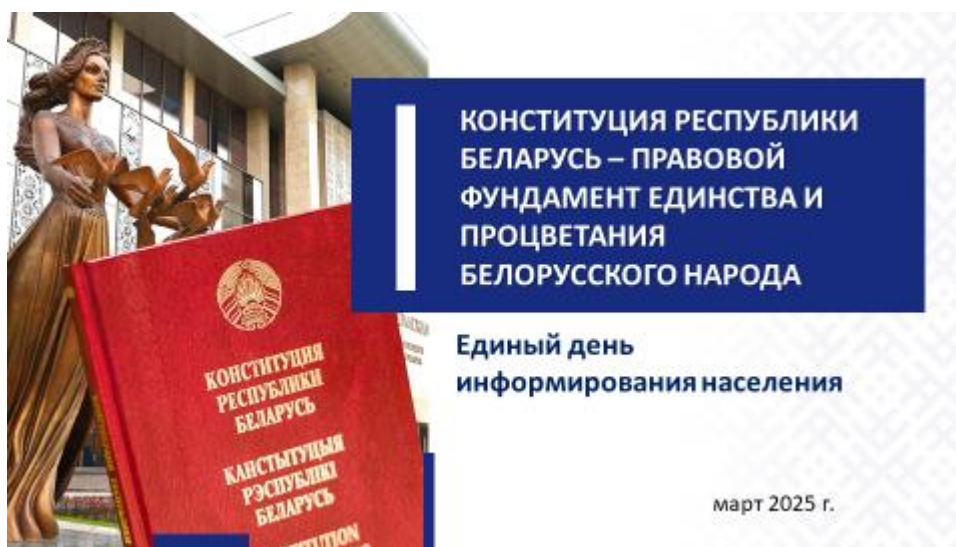 КОНСТИТУЦИЯ РЕСПУБЛИКИ
БЕЛАРУСЬ – ПРАВОВОЙ
ФУНДАМЕНТ ЕДИНСТВА И
ПРОЦВЕТАНИЯ
БЕЛОРУССКОГО НАРОДА
Единый день
информирования населения
март 2025 г.
КОНСТИТУЦИЯ
РЕСПУБЛИКИ
БЕЛАРУСЬ
КАНСТЫТУЦЫЯ
РЭСПУБЛІКІ
БЕЛАРУСЬ